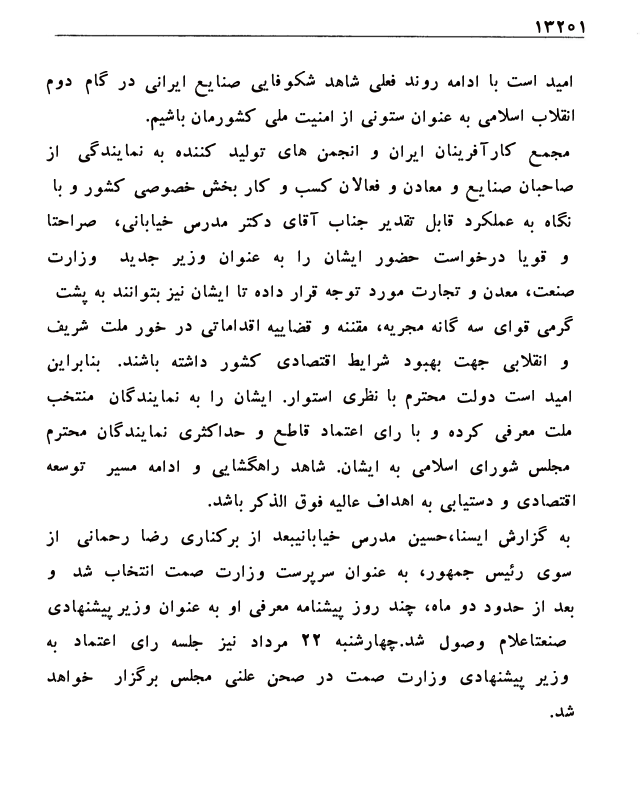 ۱۳۲۰۱
امید است با ادامه روند فعلی شاهد شکوفایی صنایع ایرانی در گام دوم
انقلاب اسلامی به عنوان ستونی از امنیت ملی کشورمان باشیم.
مجمع کارآفرینان ایران و انجمن های تولید کننده به نمایندگی از
صاحبان صنایع و معادن و فعالان کسب و کار بخش خصوصی کشور و با
نگاه به عملکرد قابل تقدیر جناب آقای دکتر مدرس خیابانی، صراحتا
و قویا درخواست حضور ایشان را به عنوان وزیر جدید وزارت
صنعت، معدن و تجارت مورد توجه قرار داده تا ایشان نیز بتوانند به پشت
گرمی قوای سه گانه مجریه، مقننه و قضاییه اقداماتی در خور ملت شریف
و انقلابی جهت بهبود شرایط اقتصادی کشور داشته باشند. بنابراین
امید است دولت محترم با نظری استوار. ایشان را به نمایندگان منتخب
ملت معرفی کرده و با رای اعتماد قاطع و حداکثری نمایندگان محترم
مجلس شورای اسلامی به ایشان. شاهد راهگشایی و ادامه مسیر توسعه
اقتصادی و دستیابی به اهداف عالیه فوق الذکر باشد.
به گزارش ایسنا،حسین مدرس خیابانیبعد از برکناری رضا رحمانی از
سوی رئیس جمهور، به عنوان سرپرست وزارت صمت انتخاب شد و
بعد از حدود دو ماه، چند روز پیشنامه معرفی او به عنوان وزیر پیشنهادی
صنعتاعلام وصول شد.چهارشنبه ۲۲ مرداد نیز جلسه رای اعتماد به
وزیر پیشنهادی وزارت صمت در صحن علنی مجلس برگزار خواهد
شد.